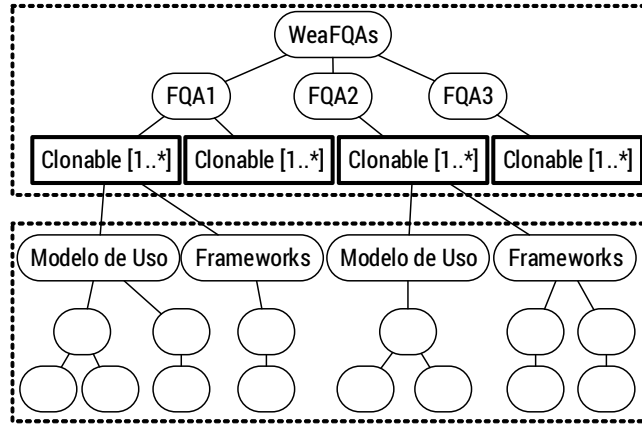 WeaFQAs
FQA1 FQA2 FQA3
Clonable [1..*] Clonable [1..*] Clonable [1..*] Clonable [1..*]
Modelo de Uso Frameworks Modelo de Uso Frameworks